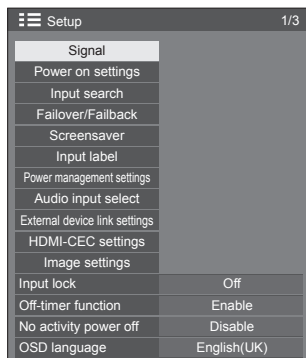 Setup 1/3
Signal
Power on settings
Input search
Failover/Failback
Screensaver
Input label
Power management settings
Audio input select
External device link settings
HDMI-CEC settings
Image settings
Input lock Off
Off-timer function Enable
No activity power off Disable
OSD language English(UK)